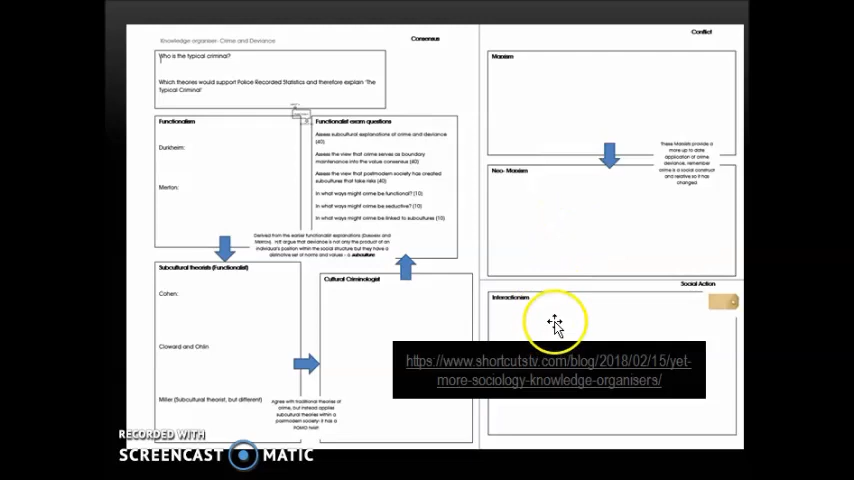 Knowledge organiser- Crime and Deviance
Consensus
Who is the typical criminal?
Which theories would support Police Recorded Statistics and therefore explain 'The
Typical Criminal'
Functionalism
Durkheim:
Merton:
Functionalist exam questions
Assess subcultural explanations of crime and deviance
(40)
Assess the view that crime serves as boundary
maintenance into the value consensus (40)
Assess the view that postmodern society has created
subcultures that take risks (40)
In what ways might crime be functional? (10)
In what ways might crime be seductive? (10)
In what ways might crime be linked to subcultures (10)
Derived from the earlier functionalist explanations (Durkheim and
Merton). argue that deviance is not only the product of an
individual's position within the social structure but they have a
distinctive set of norms and values - a subculture
Subcultural theorists (Functionalist)
Cohen:
Cloward and Ohlin
Miller (Subcultural theorist, but different)
Cultural Criminologist
Agree with traditional theories of
crime, but instead applies
subcultural theories within a
postmodern society: it has a
twist
Conflict
Marxism
These Marxists provide a
more up to date
application of crime
deviance, remember
crime is a social construct
and relative so it has
changed
Neo- Marxism
Social Action
Interactionism
https://www.shortcutstv.com/blog/2018/02/15/yet-
more-sociology-knowledge-organisers/
RECORDED WITH
SCREENCAST MATIC